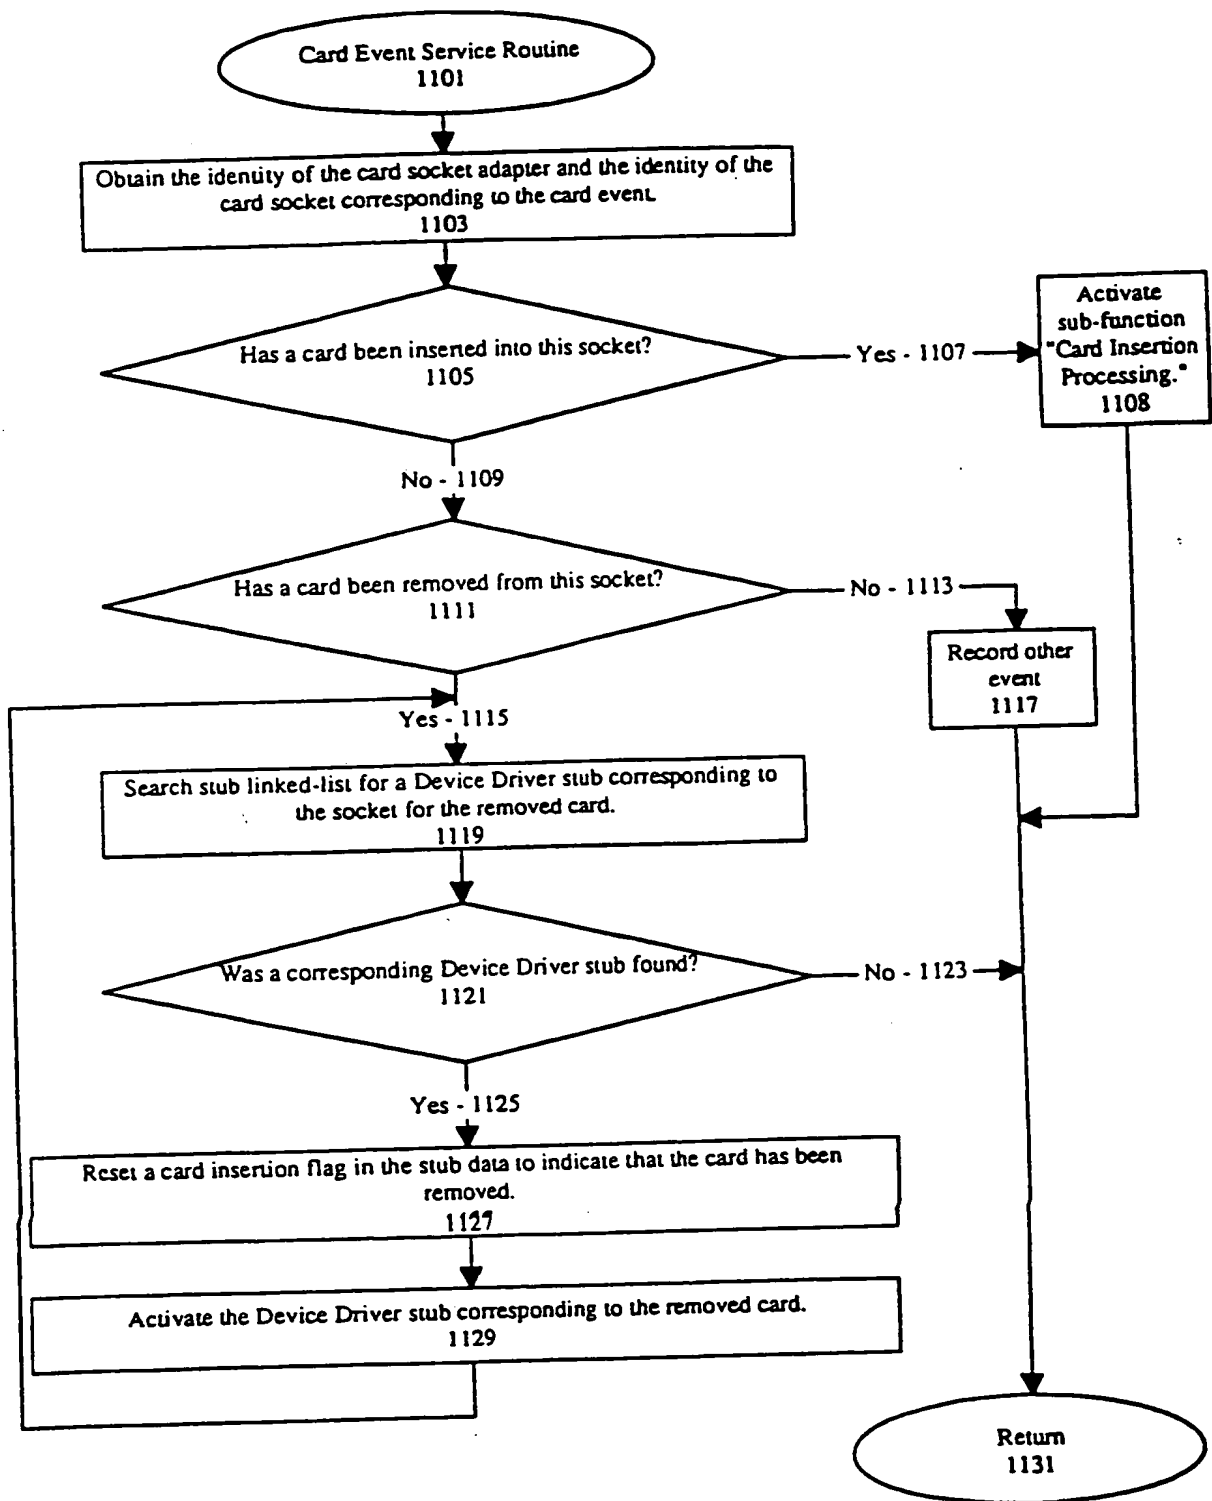 Card Event Service Routine
1101
Obtain the identity of the card socket adapter and the identity of the
card socket corresponding to the card event.
1103
Has a card been inserted into this socket?
1105
Yes - 1107
Activate
sub-function
"Card Insertion
Processing."
1108
No - 1109
Has a card been removed from this socket?
1111
No - 1113
Record other
event
1117
Yes - 1115
Search stub linked-list for a Device Driver stub corresponding to
the socket for the removed card.
1119
Was a corresponding Device Driver stub found?
1121
No - 1123
Yes - 1125
Reset a card insertion flag in the stub data to indicate that the card has been
removed.
1127
Activate the Device Driver stub corresponding to the removed card.
1129
Return
1131